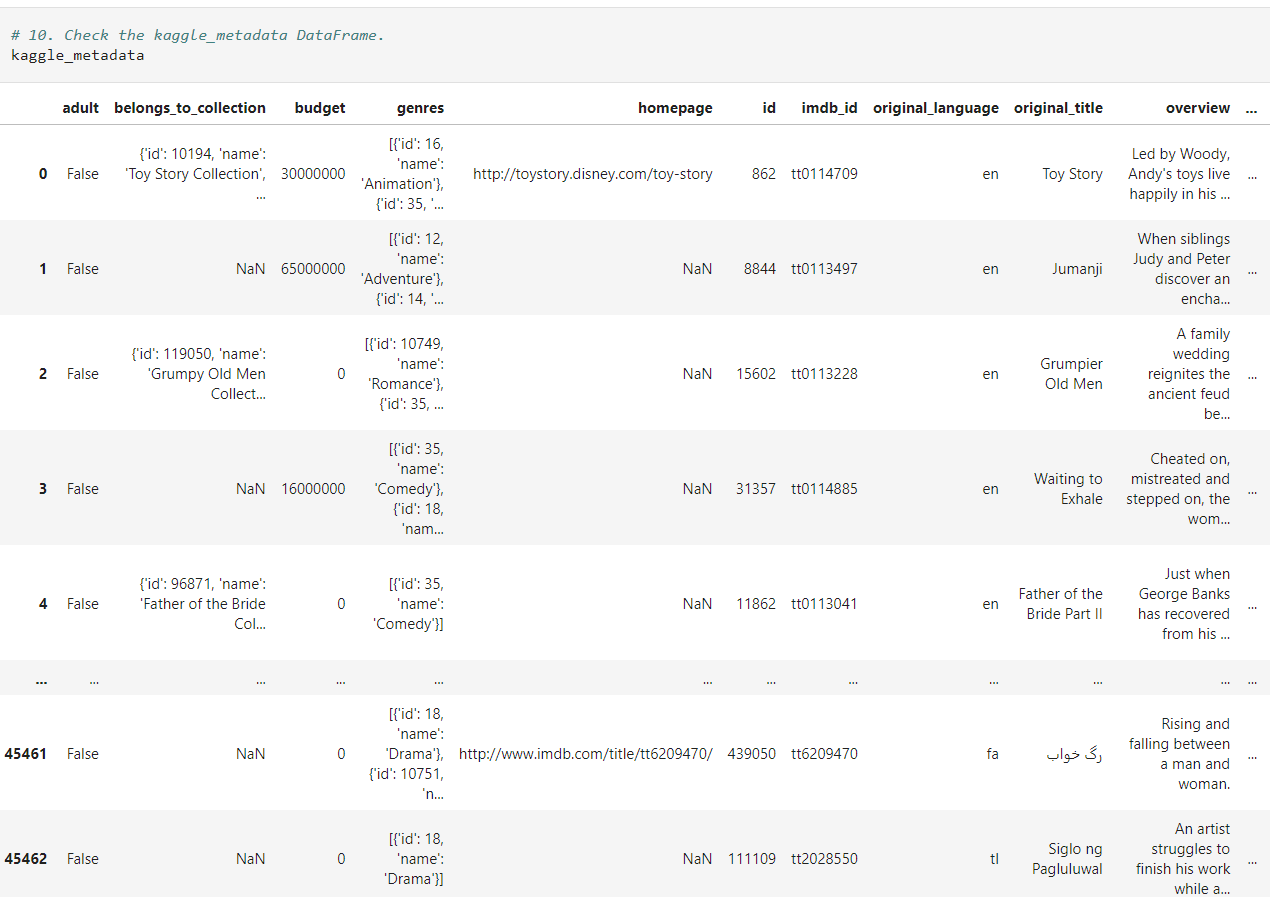 # 10. Check the kaggle_metadata DataFrame.
kaggle_metadata
adult belongs_to_collection budget genres homepage id imdb_id original_language original_title overview ...
0 False {'id': 10194, 'name': 'Toy Story Collection', ... 30000000 [{'id': 16, 'name': 'Animation'}, {'id': 35, '... http://toystory.disney.com/toy-story 862 tt0114709 en Toy Story Led by Woody, Andy's toys live happily in his ... ...
1 False NaN 65000000 [{'id': 12, 'name': 'Adventure'}, {'id': 14, '... NaN 8844 tt0113497 en Jumanji When siblings Judy and Peter discover an encha... ...
2 False {'id': 119050, 'name': 'Grumpy Old Men Collect... 0 [{'id': 10749, 'name': 'Romance'}, {'id': 35, ... NaN 15602 tt0113228 en Grumpier Old Men A family wedding reignites the ancient feud be... ...
3 False NaN 16000000 [{'id': 35, 'name': 'Comedy'}, {'id': 18, 'nam... NaN 31357 tt0114885 en Waiting to Exhale Cheated on, mistreated and stepped on, the wom... ...
4 False {'id': 96871, 'name': 'Father of the Bride Col... 0 [{'id': 35, 'name': 'Comedy'}] NaN 11862 tt0113041 en Father of the Bride Part II Just when George Banks has recovered from his ... ...
... ... ... ... ... ... ... ... ... ... ... ...
45461 False NaN 0 [{'id': 18, 'name': 'Drama'}, {'id': 10751, 'n... http://www.imdb.com/title/tt6209470/ 439050 tt6209470 fa رگ خواب Rising and falling between a man and woman. ...
45462 False NaN 0 [{'id': 18, 'name': 'Drama'}] NaN 111109 tt2028550 tl Siglo ng Pagluluwal An artist struggles to finish his work while a... ...